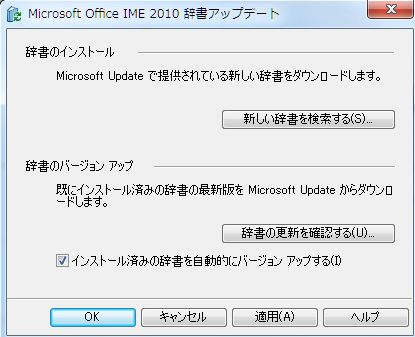 Microsoft Office IME 2010 辞書アップデート
辞書のインストール
Microsoft Update で提供されている新しい辞書をダウンロードします。
新しい辞書を検索する(S)...
辞書のバージョン アップ
既にインストール済みの辞書の最新版を Microsoft Update からダウンロ
ードします。
辞書の更新を確認する(U)...
インストール済みの辞書を自動的にバージョン アップする(I)
OK キャンセル 適用(A) ヘルプ